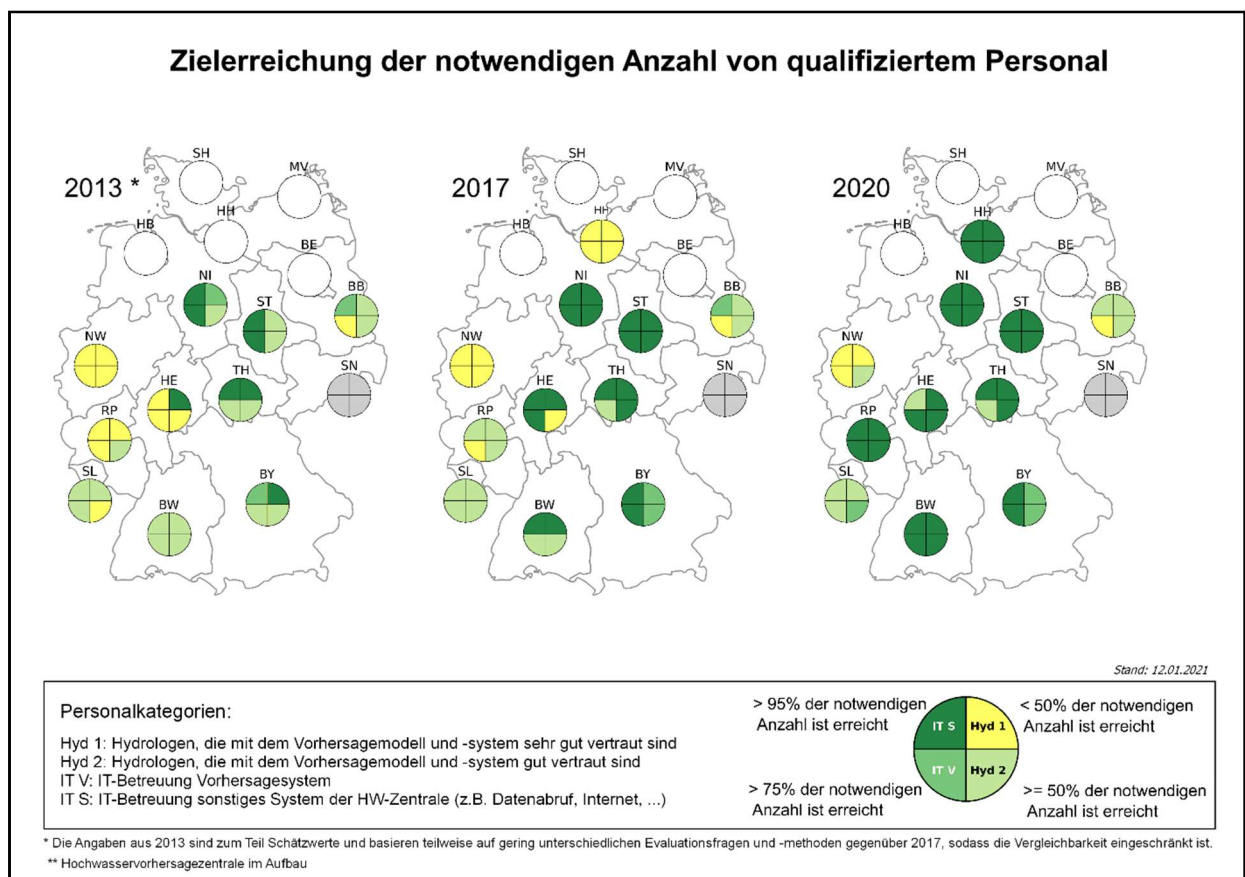 Zielerreichung der notwendigen Anzahl von qualifiziertem Personal
2013 *
SH
MV
HH
HB
BE
NI
ST
BB
NW
HE
TH
SN
RP
SL
BW
BY
2017
SH
MV
HH
HB
BE
NI
ST
BB
NW
HE
TH
SN
RP
SL
BW
BY
2020
SH
MV
HH
HB
BE
NI
ST
BB
NW
HE
TH
SN
RP
SL
BW
BY
Stand: 12.01.2021
Personalkategorien:
Hyd 1: Hydrologen, die mit dem Vorhersagemodell und -system sehr gut vertraut sind
Hyd 2: Hydrologen, die mit dem Vorhersagemodell und -system gut vertraut sind
IT V: IT-Betreuung Vorhersagesystem
IT S: IT-Betreuung sonstiges System der HW-Zentrale (z.B. Datenabruf, Internet, ...)
> 95% der notwendigen
Anzahl ist erreicht
IT S
Hyd 1
< 50% der notwendigen
Anzahl ist erreicht
> 75% der notwendigen
Anzahl ist erreicht
IT V
Hyd 2
>= 50% der notwendigen
Anzahl ist erreicht
* Die Angaben aus 2013 sind zum Teil Schätzwerte und basieren teilweise auf gering unterschiedlichen Evaluationsfragen und -methoden gegenüber 2017, sodass die Vergleichbarkeit eingeschränkt ist.
** Hochwasservorhersagezentrale im Aufbau